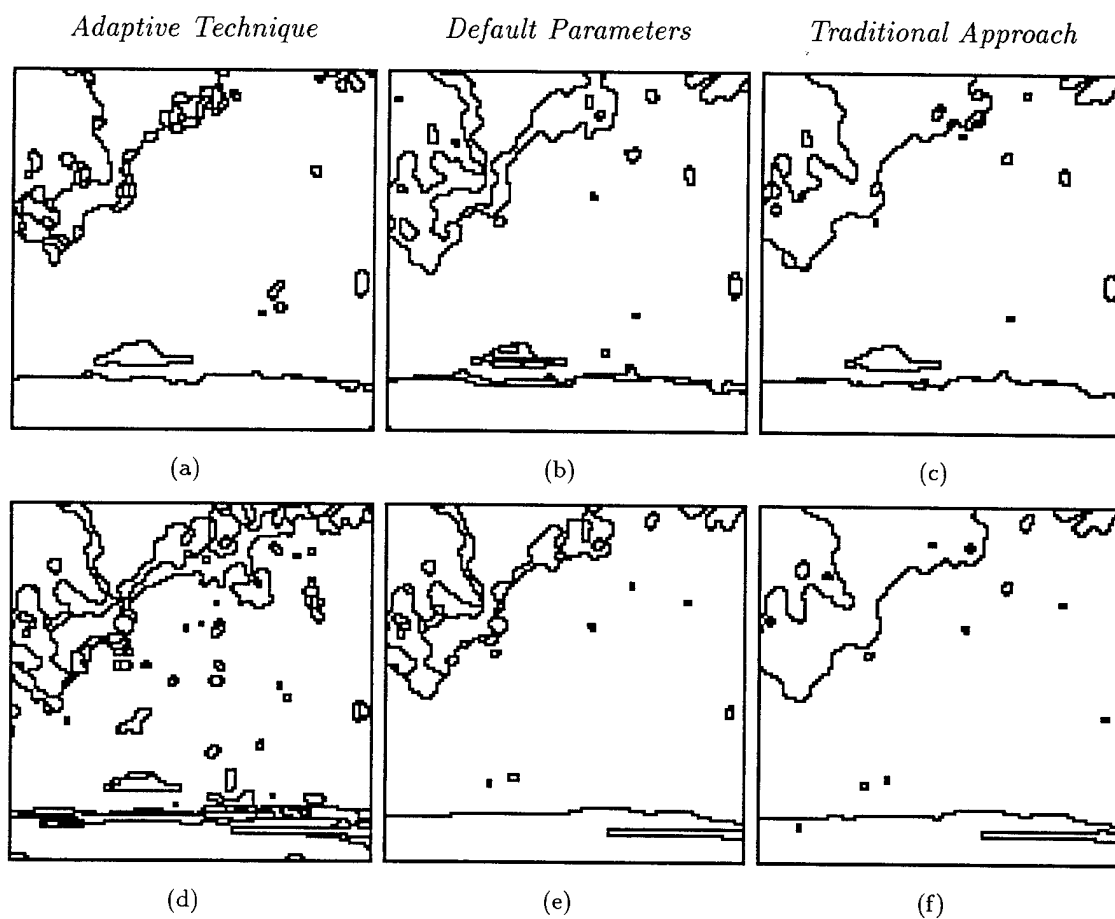 Adaptive Technique Default Parameters Traditional Approach
(a) (b) (c)
(d) (e) (f)